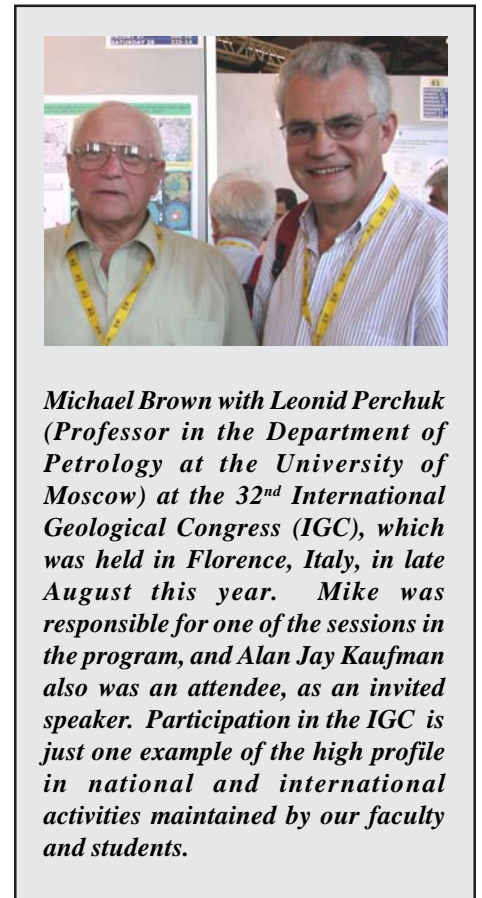 Michael Brown with Leonid Perchuk
(Professor in the Department of
Petrology at the University of
Moscow) at the 32nd International
Geological Congress (IGC), which
was held in Florence, Italy, in late
August this year. Mike was
responsible for one of the sessions in
the program, and Alan Jay Kaufman
also was an attendee, as an invited
speaker. Participation in the IGC is
just one example of the high profile
in national and international
activities maintained by our faculty
and students.